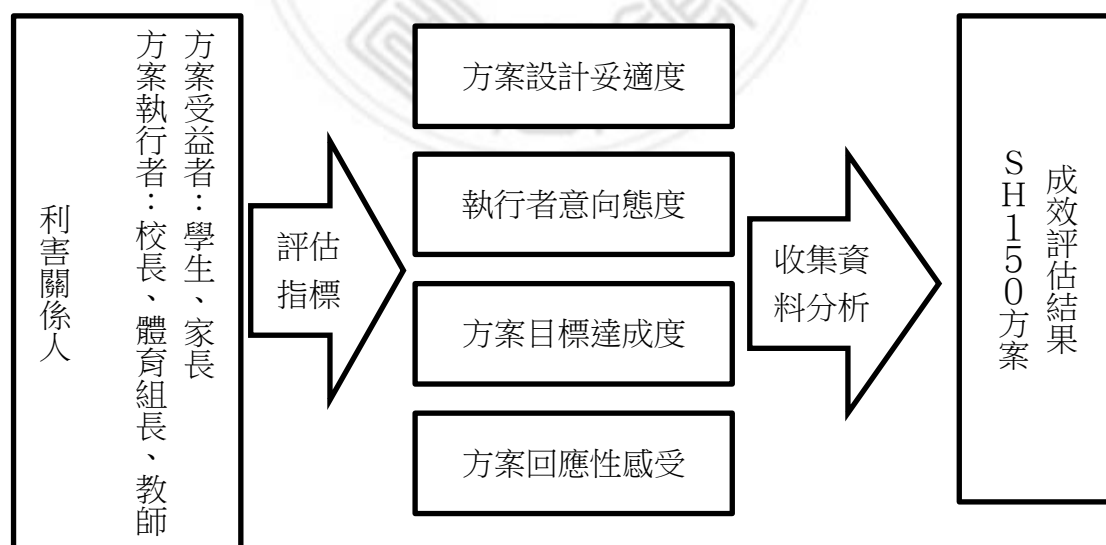 利害關係人
方案執行者：校長、體育組長、教師
方案受益者：學生、家長
評估
指標
方案設計妥適度
執行者意向態度
方案目標達成度
方案回應性感受
收集資
料分析
SH150方案
成效評估結果